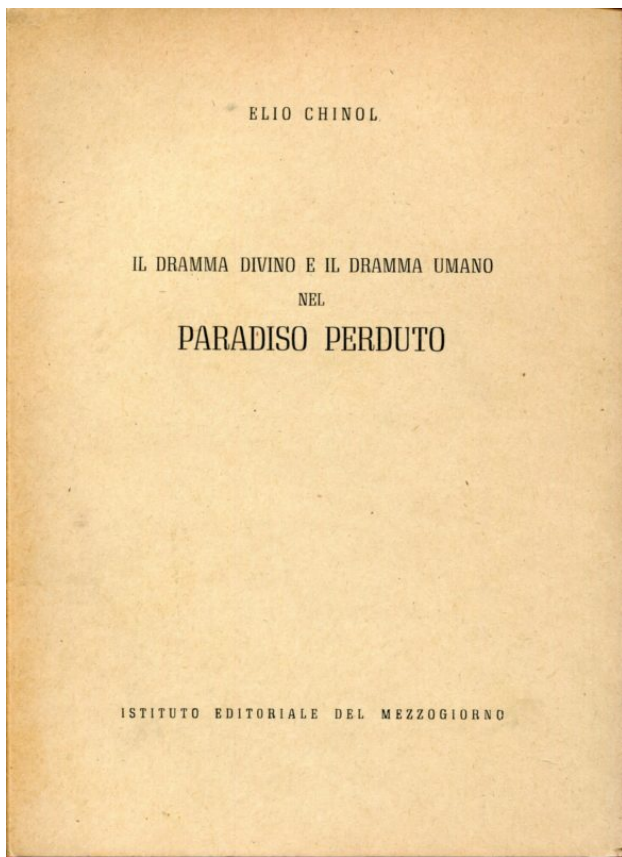 ELIO CHINOL
IL DRAMMA DIVINO E IL DRAMMA UMANO
NEL
PARADISO PERDUTO
ISTITUTO EDITORIALE DEL MEZZOGIORNO